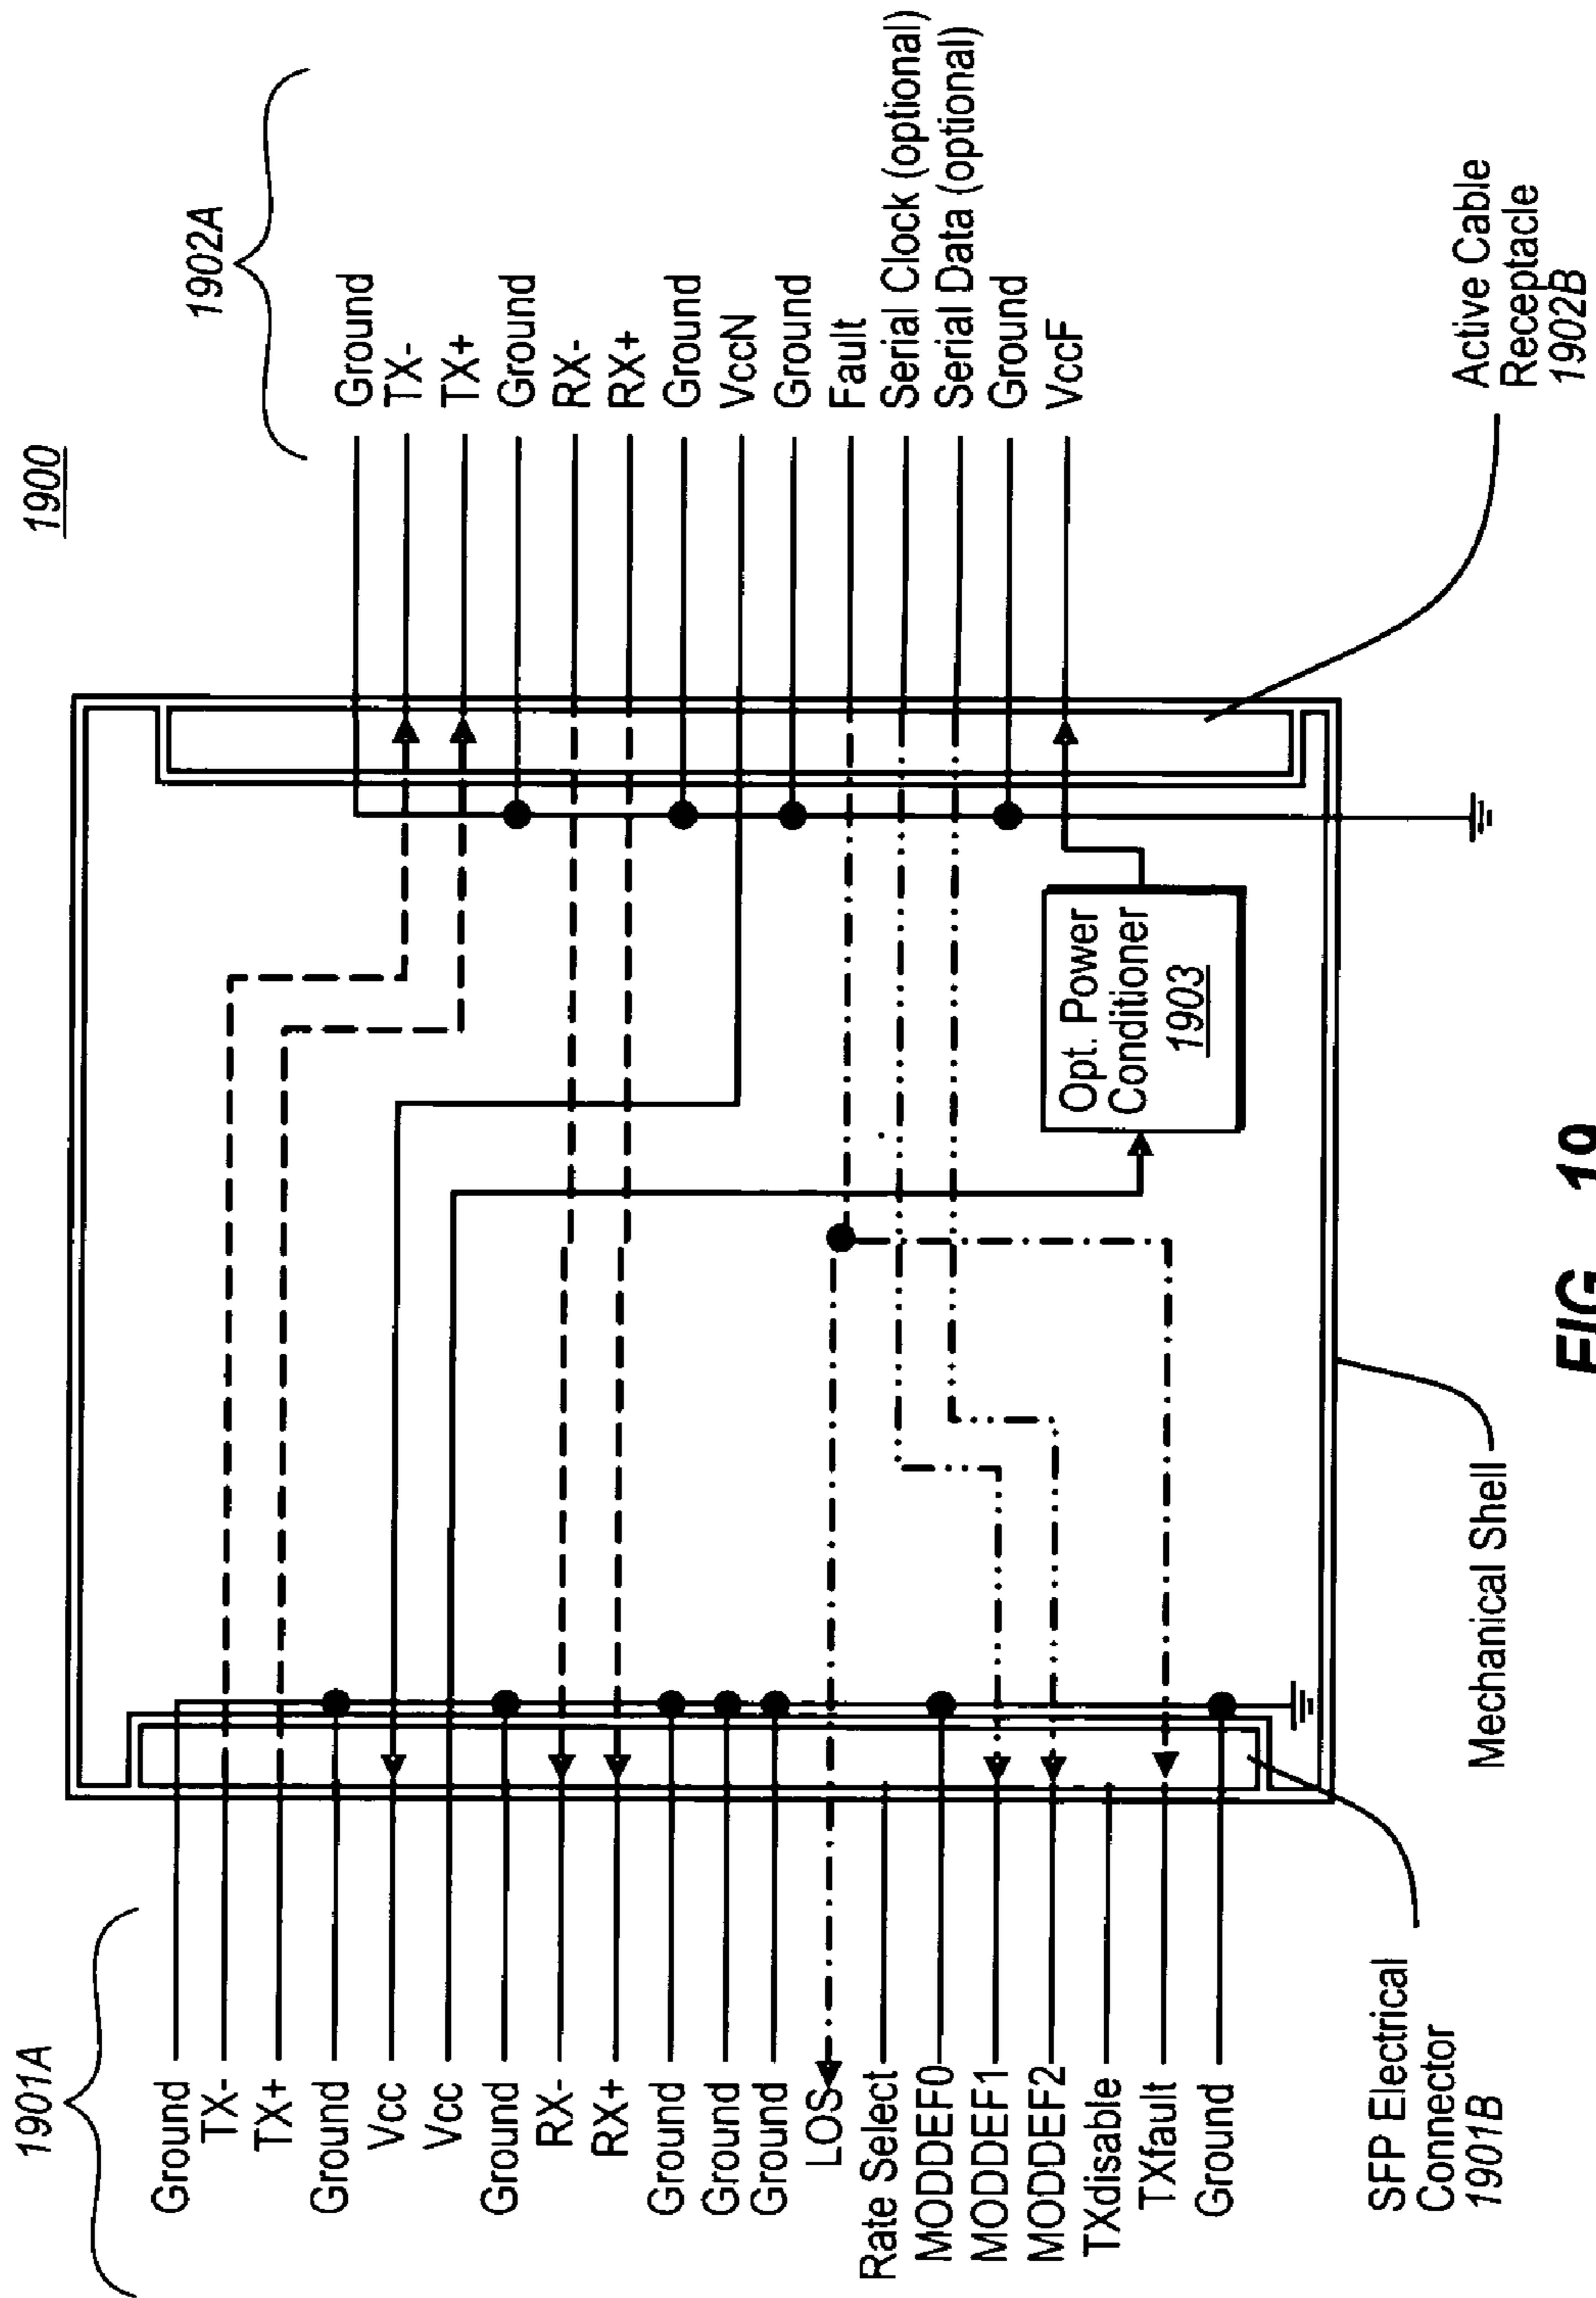 1900
1901A
Ground
TX-
TX+
Ground
Vcc
Vcc
Ground
RX-
RX+
Ground
Ground
Ground
LOS
Rate Select
MODDEF0
MODDEF1
MODDEF2
TXdisable
TXfault
Ground
1902A
Ground
TX-
TX+
Ground
RX-
RX+
Ground
VccN
Ground
Fault
Serial Clock (optional)
Serial Data (optional)
Ground
VccF
Opt. Power
Conditioner
1903
SFP Electrical
Connector
1901B
Mechanical Shell
Active Cable
Receptacle
1902B
FIG. 19